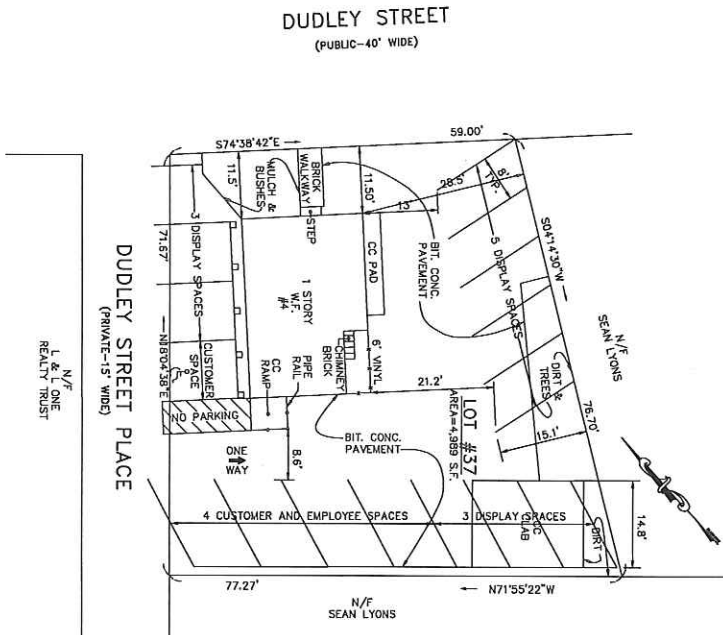 DUDLEY STREET
(PUBLIC-40' WIDE)
S74°38'42"E
59.00'
11.5'
MULCH &
BUSHES
BRICK
WALKWAY
STEP
11.50'
13'
28.5'
8'
TYP.
S04°14'30"W
N/F
SEAN LYONS
5 DISPLAY SPACES
BIT. CONC.
PAVEMENT
CC PAD
3 DISPLAY SPACES
71.67'
N18°04'38"E
DUDLEY STREET PLACE
(PRIVATE-15' WIDE)
N/F
L & L ONE
REALTY TRUST
1 STORY
W.F.
#4
6' VINYL
BRICK
CHIMNEY
PIPE
RAIL
CC
RAMP
CUSTOMER
SPACE
NO PARKING
21.2'
LOT #37
AREA=4,989 S.F.
DIRT &
TREES
76.70'
15.1'
ONE
WAY
8.6'
BIT. CONC.
PAVEMENT
4 CUSTOMER AND EMPLOYEE SPACES
3 DISPLAY SPACES
CC
SLAB
DIRT
14.8'
77.27'
N71°55'22"W
N/F
SEAN LYONS